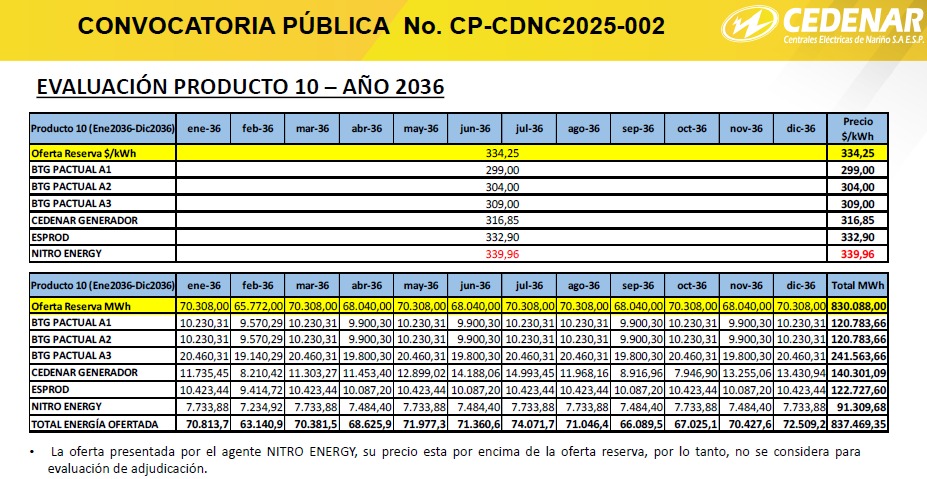 CONVOCATORIA PÚBLICA No. CP-CDNC2025-002
CEDENAR
Centrales Eléctricas de Nariño S.A E.S.P.
EVALUACIÓN PRODUCTO 10 – AÑO 2036
Producto 10 (Ene2036-Dic2036) ene-36 feb-36 mar-36 abr-36 may-36 jun-36 jul-36 ago-36 sep-36 oct-36 nov-36 dic-36 Precio $/kWh
Oferta Reserva $/kWh 334,25 334,25
BTG PACTUAL A1 299,00 299,00
BTG PACTUAL A2 304,00 304,00
BTG PACTUAL A3 309,00 309,00
CEDENAR GENERADOR 316,85 316,85
ESPROD 332,90 332,90
NITRO ENERGY 339,96 339,96
Producto 10 (Ene2036-Dic2036) ene-36 feb-36 mar-36 abr-36 may-36 jun-36 jul-36 ago-36 sep-36 oct-36 nov-36 dic-36 Total MWh
Oferta Reserva MWh 70.308,00 65.772,00 70.308,00 68.040,00 70.308,00 68.040,00 70.308,00 70.308,00 68.040,00 70.308,00 68.040,00 70.308,00 830.088,00
BTG PACTUAL A1 10.230,31 9.570,29 10.230,31 9.900,30 10.230,31 9.900,30 10.230,31 10.230,31 9.900,30 10.230,31 9.900,30 10.230,31 120.783,66
BTG PACTUAL A2 10.230,31 9.570,29 10.230,31 9.900,30 10.230,31 9.900,30 10.230,31 10.230,31 9.900,30 10.230,31 9.900,30 10.230,31 120.783,66
BTG PACTUAL A3 20.460,31 19.140,29 20.460,31 19.800,30 20.460,31 19.800,30 20.460,31 20.460,31 19.800,30 20.460,31 19.800,30 20.460,31 241.563,66
CEDENAR GENERADOR 11.735,45 8.210,42 11.303,27 11.453,40 12.899,02 14.188,06 14.993,45 11.968,16 8.916,96 7.946,90 13.255,06 13.430,94 140.301,09
ESPROD 10.423,44 9.414,72 10.423,44 10.087,20 10.423,44 10.087,20 10.423,44 10.423,44 10.087,20 10.423,44 10.087,20 10.423,44 122.727,60
NITRO ENERGY 7.733,88 7.234,92 7.733,88 7.484,40 7.733,88 7.484,40 7.733,88 7.733,88 7.484,40 7.733,88 7.484,40 7.733,88 91.309,68
TOTAL ENERGÍA OFERTADA 70.813,7 63.140,9 70.381,5 68.625,9 71.977,3 71.360,6 74.071,7 71.046,4 66.089,5 67.025,1 70.427,6 72.509,2 837.469,35
• La oferta presentada por el agente NITRO ENERGY, su precio esta por encima de la oferta reserva, por lo tanto, no se considera para
evaluación de adjudicación.